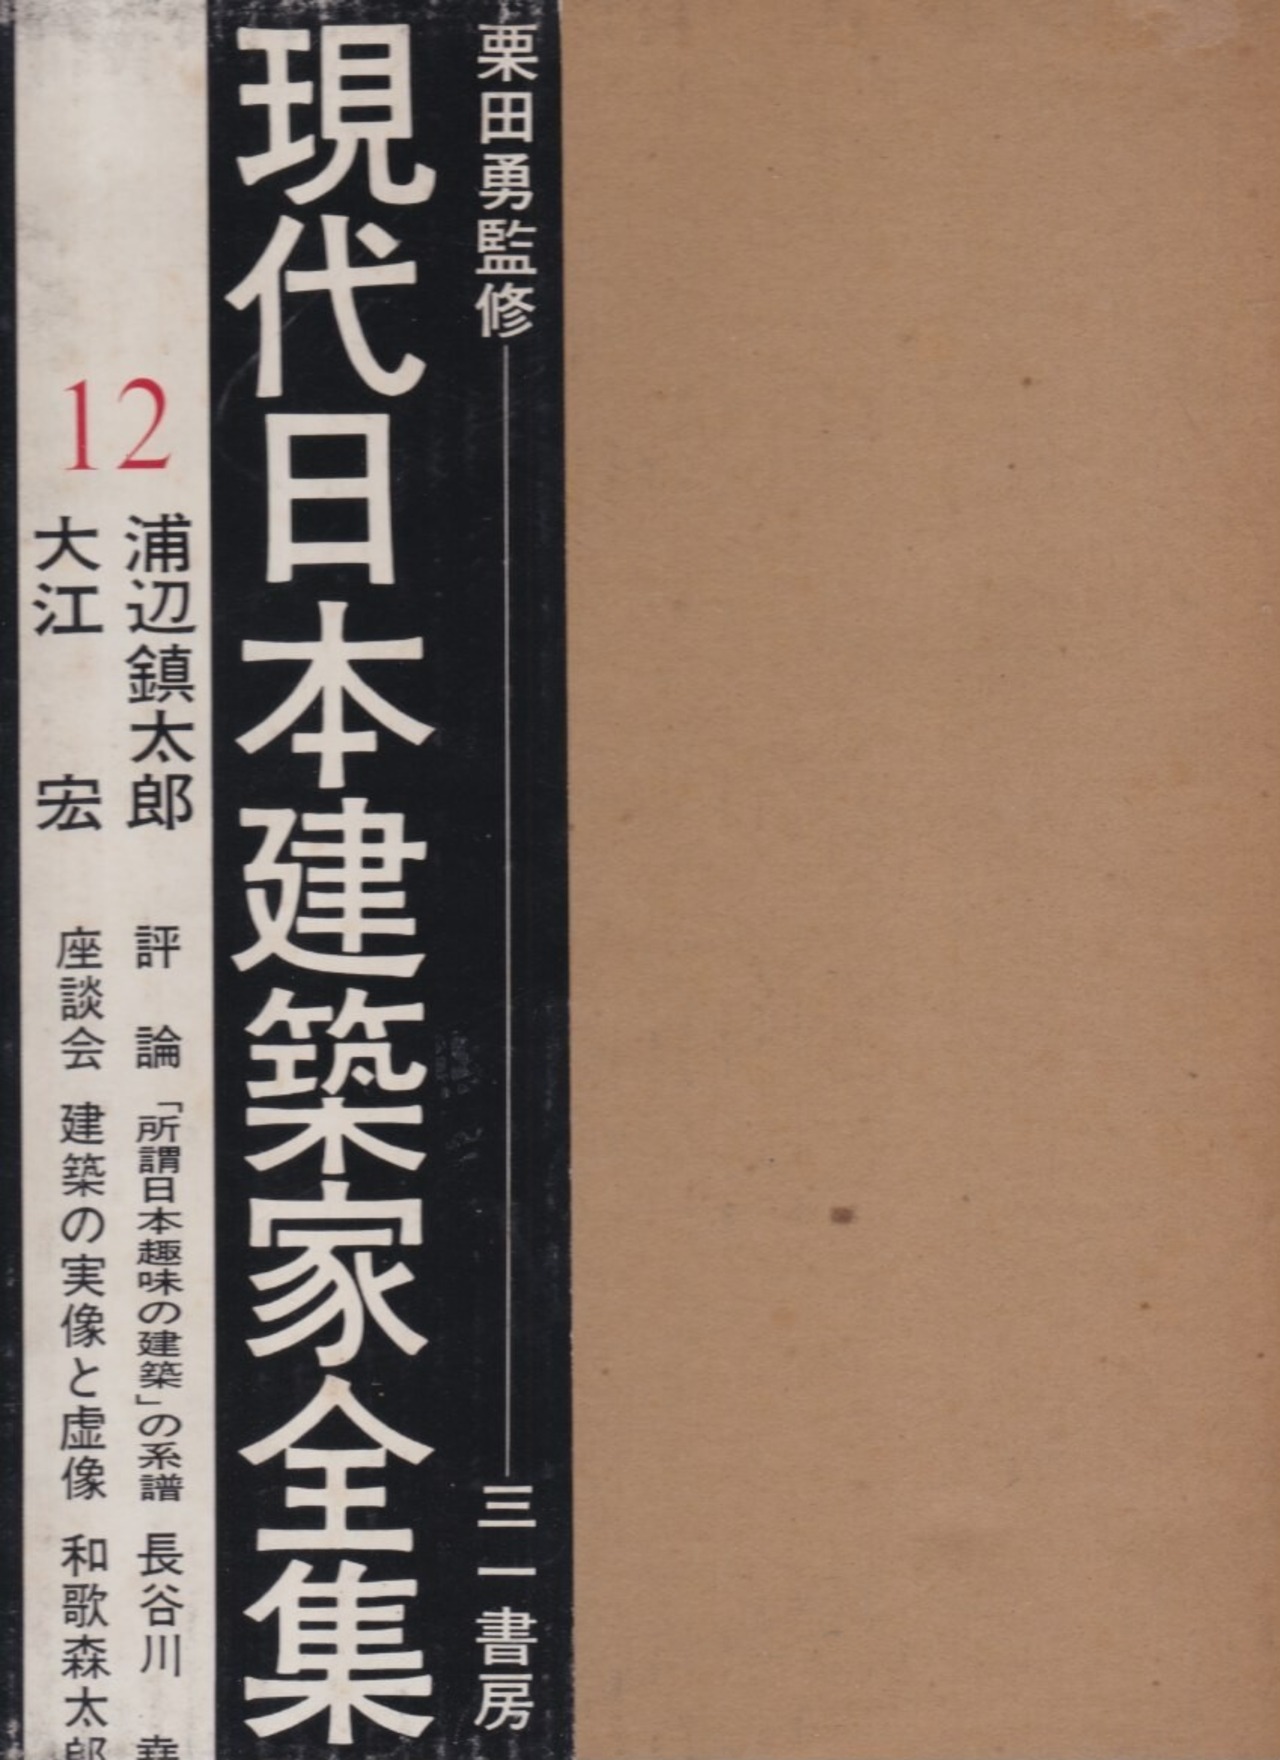 栗田勇監修
三一書房
現代日本建築家全集
12
浦辺鎮太郎
評論「所謂日本趣味の建築」の系譜 長谷川
大江宏
座談会 建築の実像と虚像 和歌森太郎